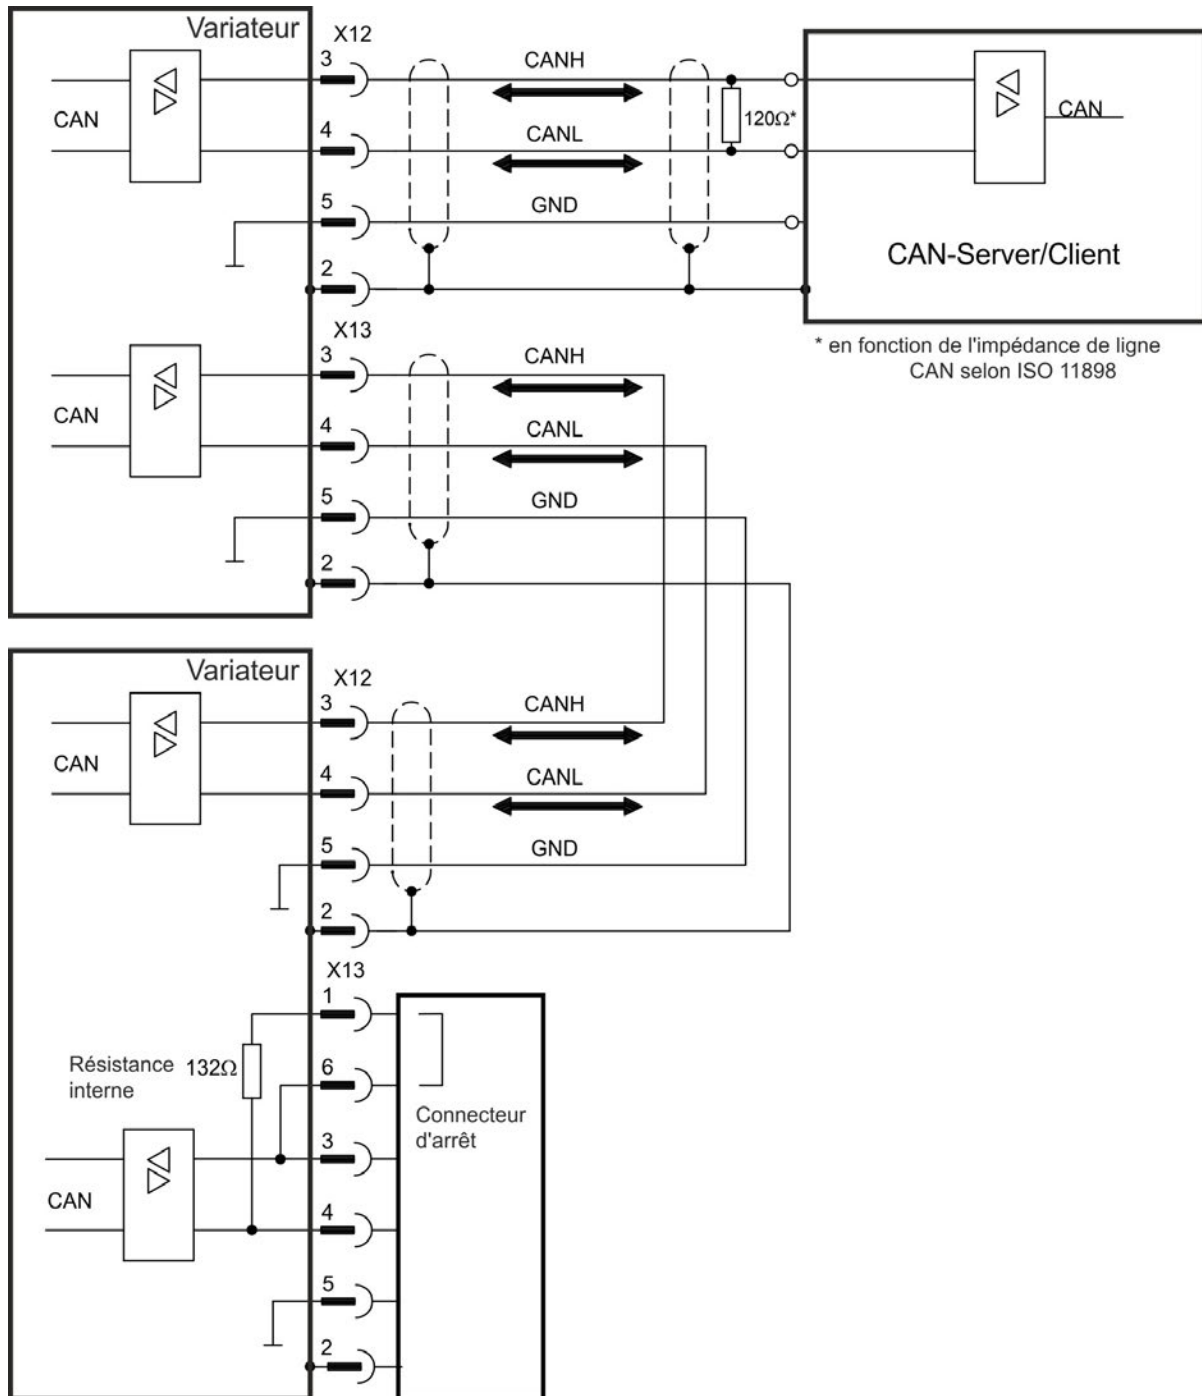 Variateur
X12
3
CANH
CAN
120Ω*
CAN
4
CANL
5
GND
CAN-Server/Client
2
X13
* en fonction de l'impédance de ligne
CAN selon ISO 11898
3
CANH
CAN
4
CANL
5
GND
2
Variateur
X12
3
CANH
CAN
4
CANL
5
GND
2
X13
1
Résistance
interne
132Ω
6
Connecteur
d'arrêt
3
CAN
4
5
2